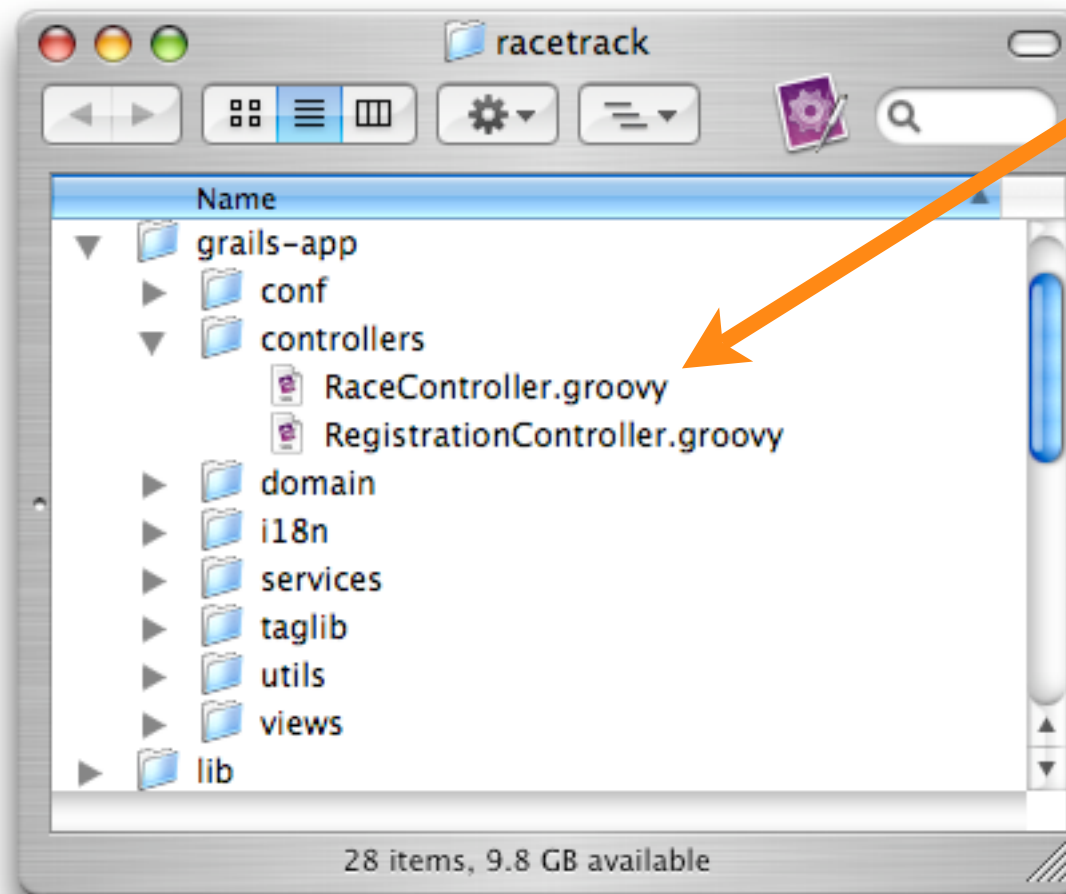 racetrack
Name
grails-app
conf
controllers
RaceController.groovy
RegistrationController.groovy
domain
i18n
services
taglib
utils
views
lib
28 items, 9.8 GB available